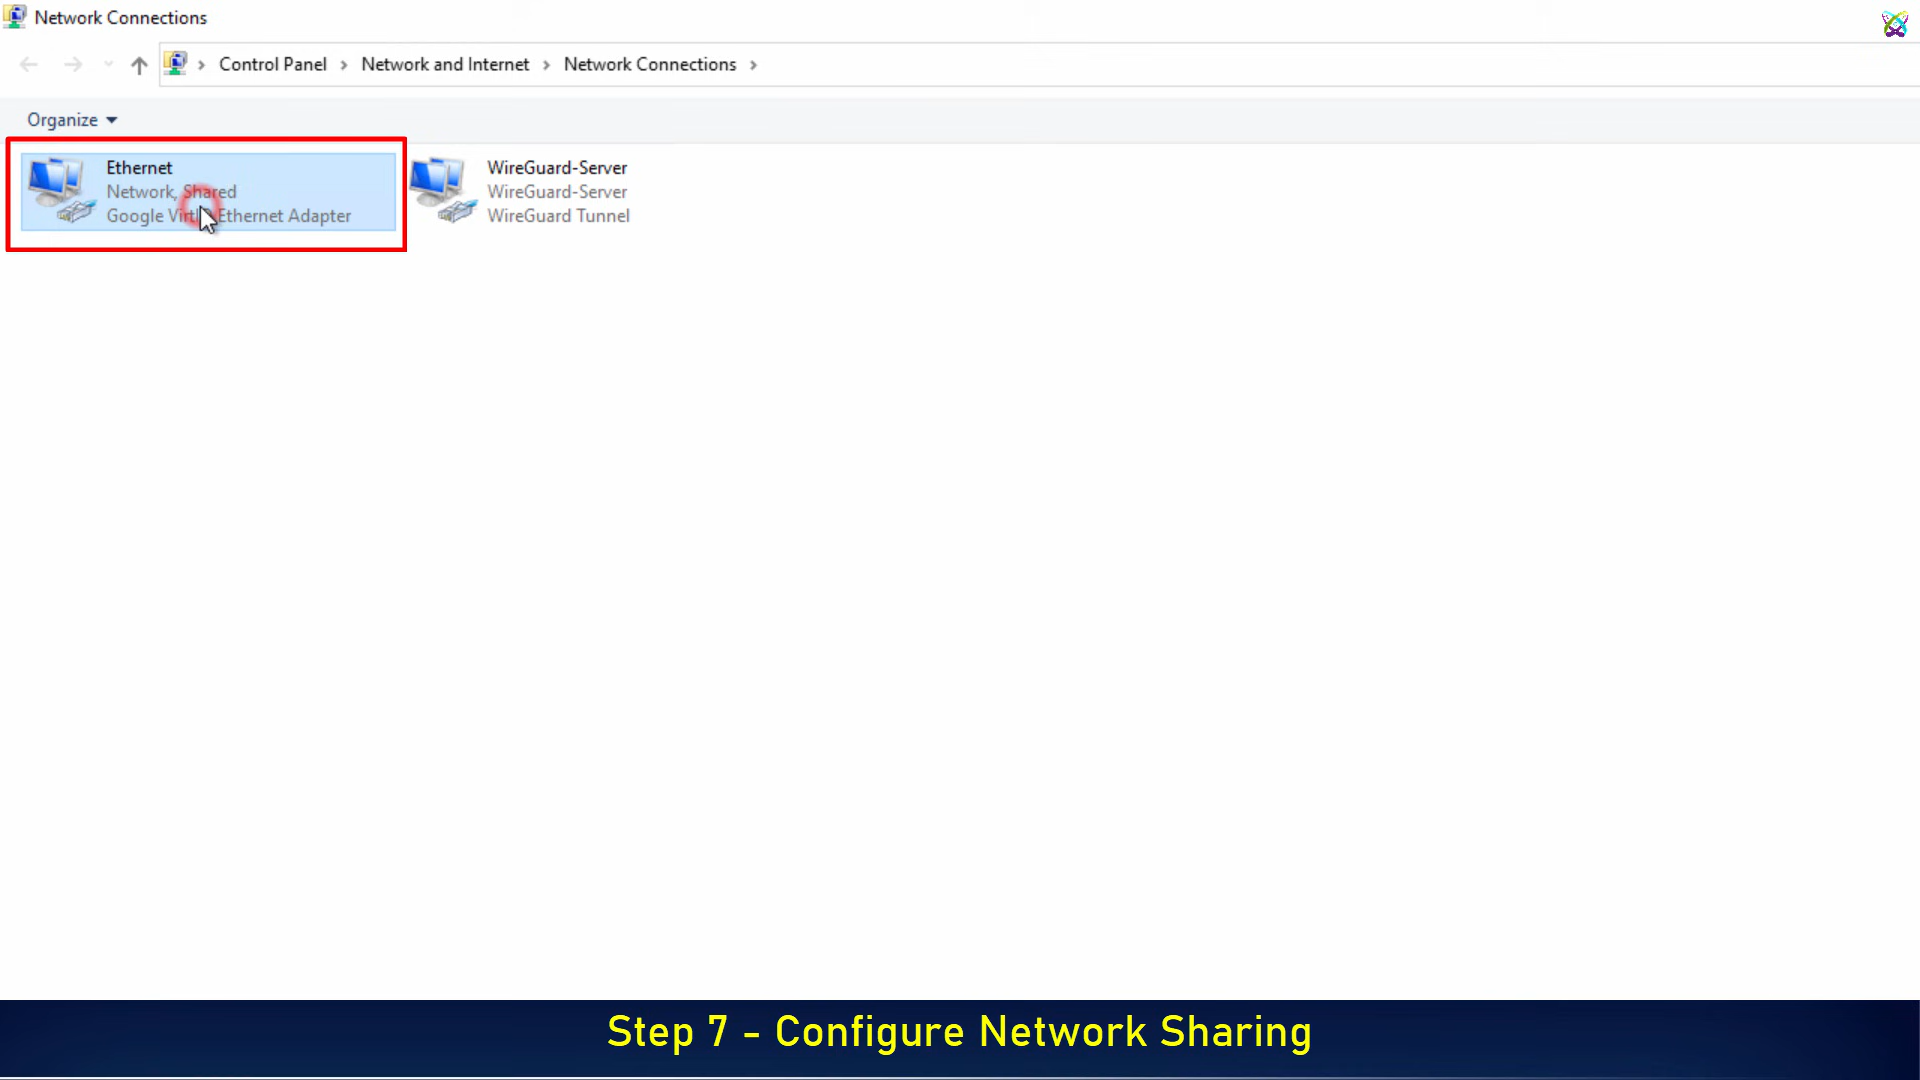 Network Connections
Control Panel > Network and Internet > Network Connections >
Organize
Ethernet
Network, Shared
Google Ethernet Adapter
WireGuard-Server
WireGuard-Server
WireGuard Tunnel
Step 7 - Configure Network Sharing